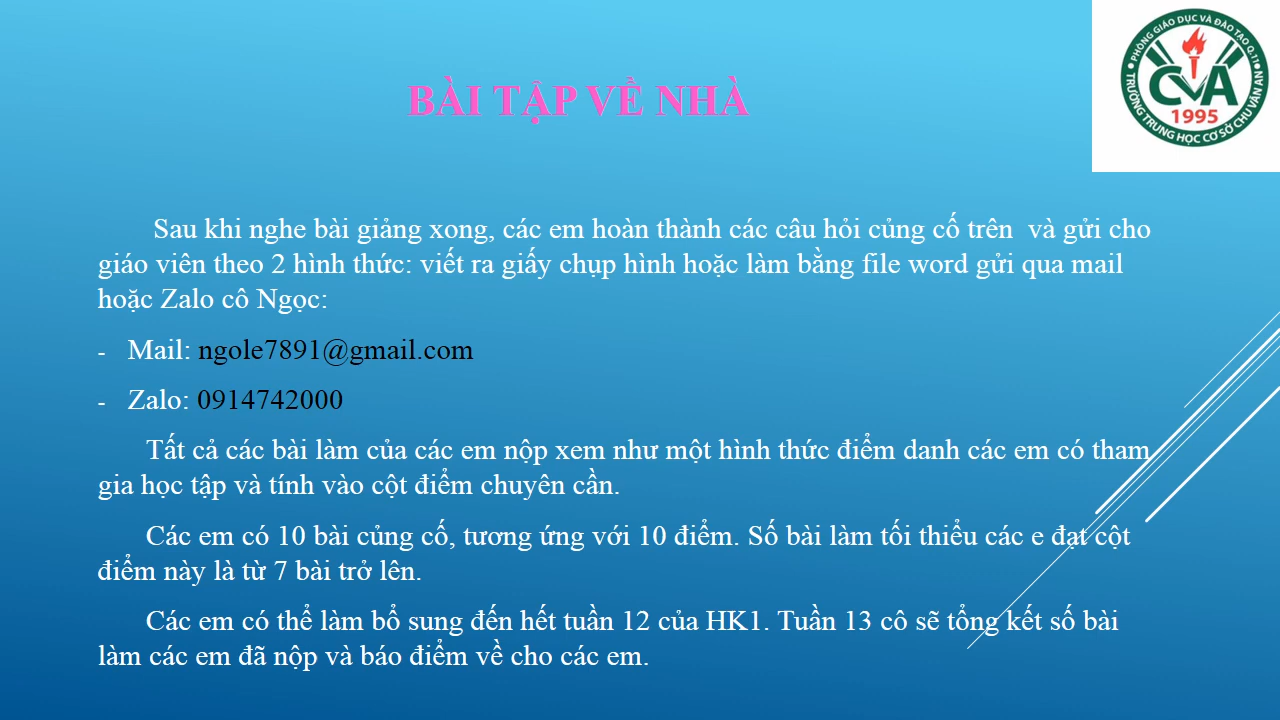 PHÒNG GIÁO DỤC VÀ ĐÀO TẠO Q.11
CVA
1995
TRƯỜNG TRUNG HỌC CƠ SỞ CHU VĂN AN
BÀI TẬP VỀ NHÀ
Sau khi nghe bài giảng xong, các em hoàn thành các câu hỏi củng cố trên và gửi cho
giáo viên theo 2 hình thức: viết ra giấy chụp hình hoặc làm bằng file word gửi qua mail
hoặc Zalo cô Ngọc:
- Mail: ngole7891@gmail.com
- Zalo: 0914742000
Tất cả các bài làm của các em nộp xem như một hình thức điểm danh các em có tham
gia học tập và tính vào cột điểm chuyên cần.
Các em có 10 bài củng cố, tương ứng với 10 điểm. Số bài làm tối thiểu các e đạt cột
điểm này là từ 7 bài trở lên.
Các em có thể làm bổ sung đến hết tuần 12 của HK1. Tuần 13 cô sẽ tổng kết số bài
làm các em đã nộp và báo điểm về cho các em.